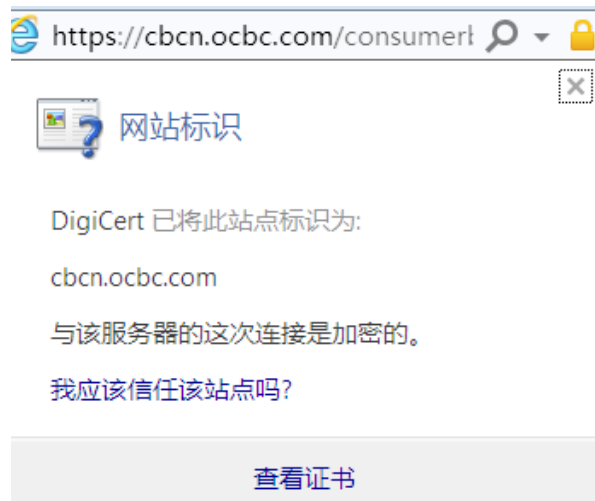 https://cbcn.ocbc.com/consumerl
网站标识
DigiCert 已将此站点标识为:
cbcn.ocbc.com
与该服务器的这次连接是加密的。
我应该信任该站点吗?
查看证书